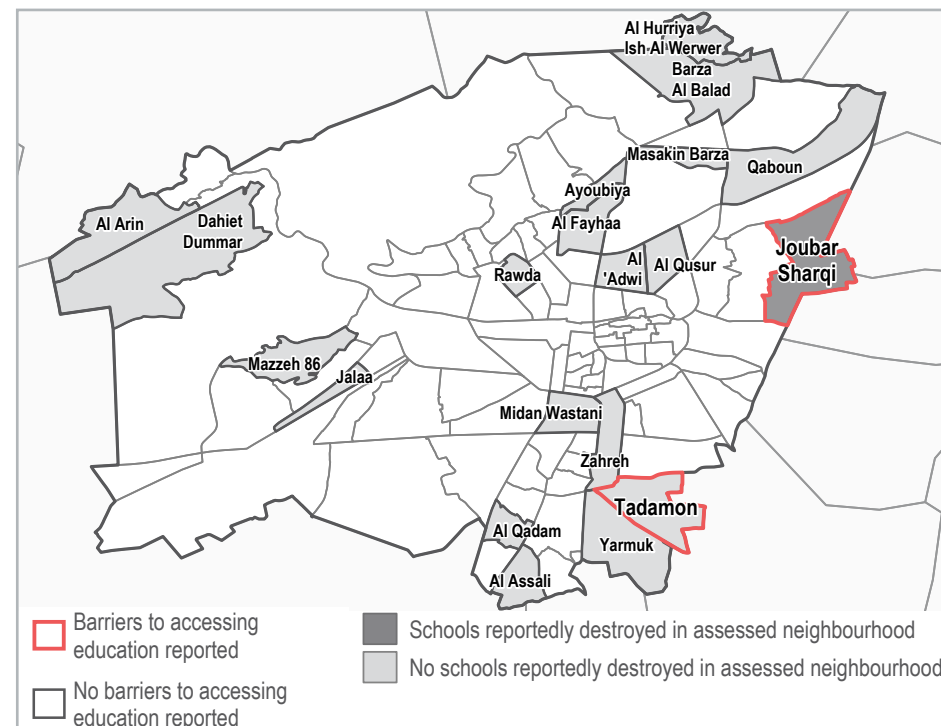 Al Hurriya
Ish Al Werwer
Barza
Al Balad
Masakin Barza
Qaboun
Ayoubiya
Al Fayhaa
Al Arin
Dahiet
Dummar
Joubar
Sharqi
Rawda
Al
'Adwi
Al Qusur
Mazzeh 86
Jalaa
Midan Wastani
Zahreh
Tadamon
Al Qadam
Yarmuk
Al Assali
Barriers to accessing
education reported
No barriers to accessing
education reported
Schools reportedly destroyed in assessed neighbourhood
No schools reportedly destroyed in assessed neighbourhood